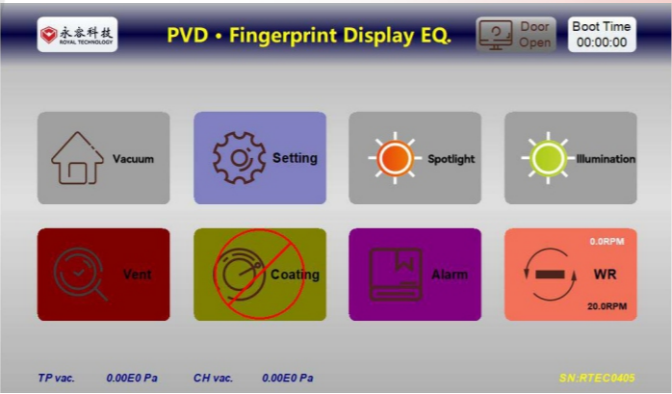 永容科技
ROYAL TECHNOLOGY
PVD • Fingerprint Display EQ.
Door
Open
Boot Time
00:00:00
Vacuum
Setting
Spotlight
Illumination
Vent
Coating
Alarm
0.0RPM
WR
20.0RPM
TP vac. 0.00E0 Pa CH vac. 0.00E0 Pa
SN:RTEC0405